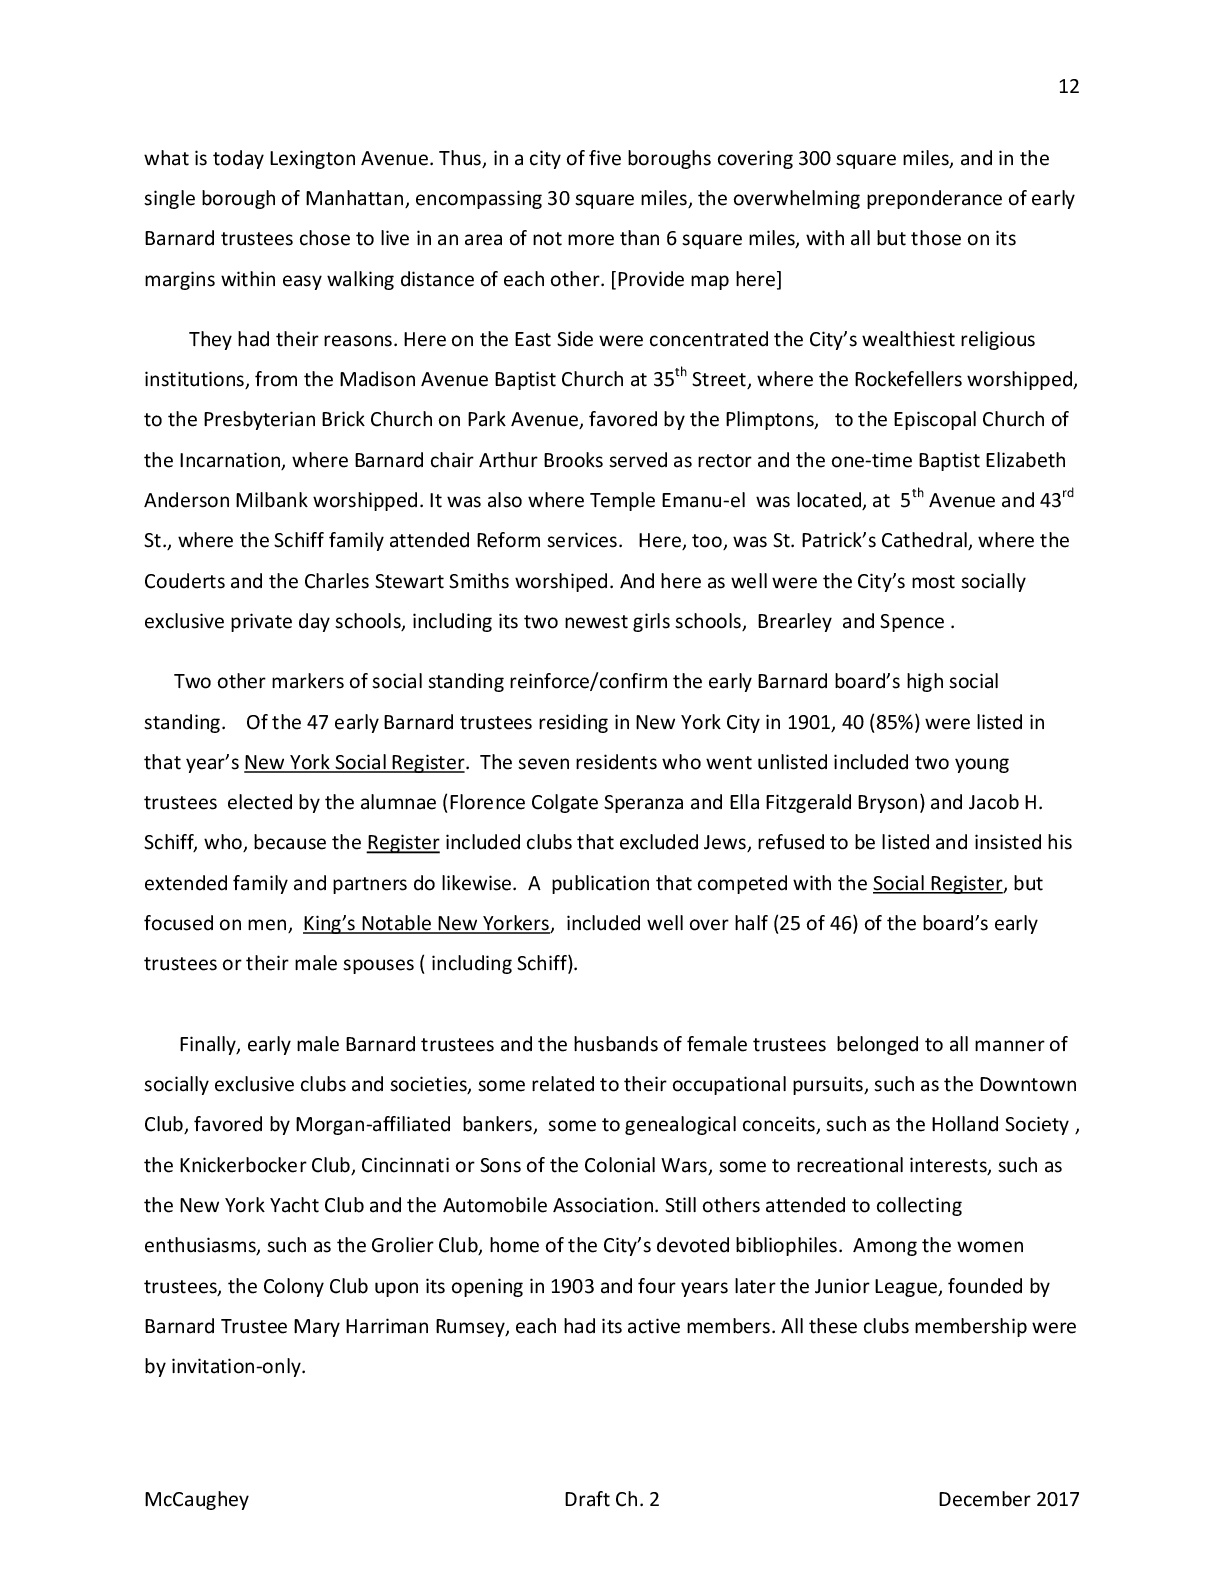 12
what is today Lexington Avenue. Thus, in a city of five boroughs covering 300 square miles, and in the
single borough of Manhattan, encompassing 30 square miles, the overwhelming preponderance of early
Barnard trustees chose to live in an area of not more than 6 square miles, with all but those on its
margins within easy walking distance of each other. [Provide map here]
They had their reasons. Here on the East Side were concentrated the City’s wealthiest religious
institutions, from the Madison Avenue Baptist Church at 35th Street, where the Rockefellers worshipped,
to the Presbyterian Brick Church on Park Avenue, favored by the Plimptons, to the Episcopal Church of
the Incarnation, where Barnard chair Arthur Brooks served as rector and the one-time Baptist Elizabeth
Anderson Milbank worshipped. It was also where Temple Emanu-el was located, at 5th Avenue and 43rd
St., where the Schiff family attended Reform services. Here, too, was St. Patrick’s Cathedral, where the
Couderts and the Charles Stewart Smiths worshiped. And here as well were the City’s most socially
exclusive private day schools, including its two newest girls schools, Brearley and Spence .
Two other markers of social standing reinforce/confirm the early Barnard board’s high social
standing. Of the 47 early Barnard trustees residing in New York City in 1901, 40 (85%) were listed in
that year’s New York Social Register. The seven residents who went unlisted included two young
trustees elected by the alumnae (Florence Colgate Speranza and Ella Fitzgerald Bryson) and Jacob H.
Schiff, who, because the Register included clubs that excluded Jews, refused to be listed and insisted his
extended family and partners do likewise. A publication that competed with the Social Register, but
focused on men, King’s Notable New Yorkers, included well over half (25 of 46) of the board’s early
trustees or their male spouses ( including Schiff).
Finally, early male Barnard trustees and the husbands of female trustees belonged to all manner of
socially exclusive clubs and societies, some related to their occupational pursuits, such as the Downtown
Club, favored by Morgan-affiliated bankers, some to genealogical conceits, such as the Holland Society ,
the Knickerbocker Club, Cincinnati or Sons of the Colonial Wars, some to recreational interests, such as
the New York Yacht Club and the Automobile Association. Still others attended to collecting
enthusiasms, such as the Grolier Club, home of the City’s devoted bibliophiles. Among the women
trustees, the Colony Club upon its opening in 1903 and four years later the Junior League, founded by
Barnard Trustee Mary Harriman Rumsey, each had its active members. All these clubs membership were
by invitation-only.
McCaughey Draft Ch. 2 December 2017